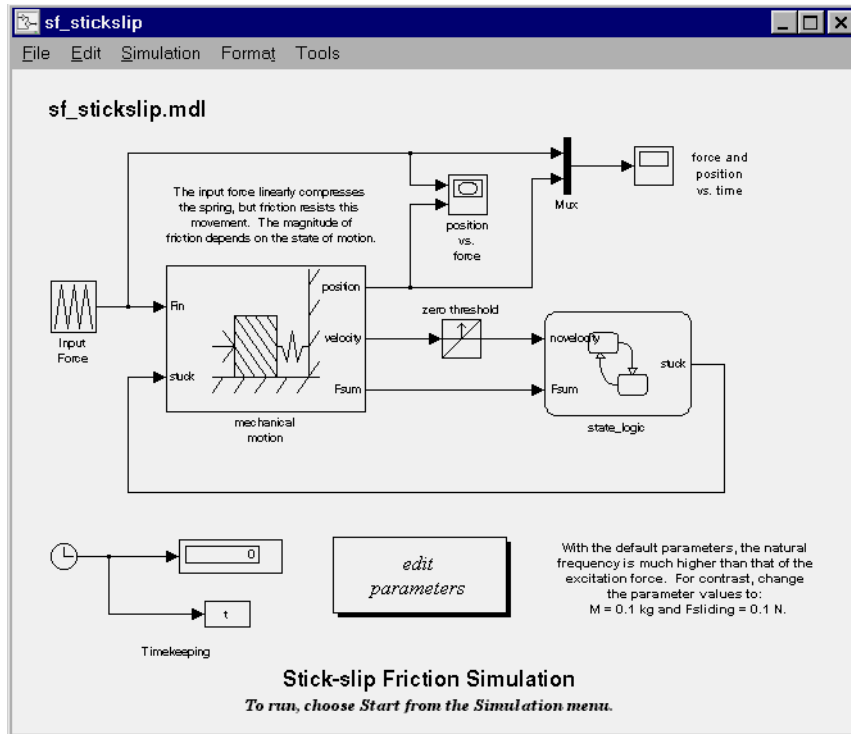 sf_stickslip
File Edit Simulation Format Tools
sf_stickslip.mdl
The input force linearly compresses
the spring, but friction resists this
movement. The magnitude of
friction depends on the state of motion.
position
vs.
force
Mux
force and
position
vs. time
Input
Force
Fin
stuck
position
velocity
Fsum
mechanical
motion
zero threshold
novelocity
Fsum
stuck
state_logic
0
t
Timekeeping
edit
parameters
With the default parameters, the natural
frequency is much higher than that of the
excitation force. For contrast, change
the parameter values to:
M = 0.1 kg and Fsliding = 0.1 N.
Stick-slip Friction Simulation
To run, choose Start from the Simulation menu.